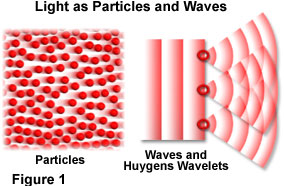 Light as Particles and Waves
Particles
Waves and
Huygens Wavelets
Figure 1